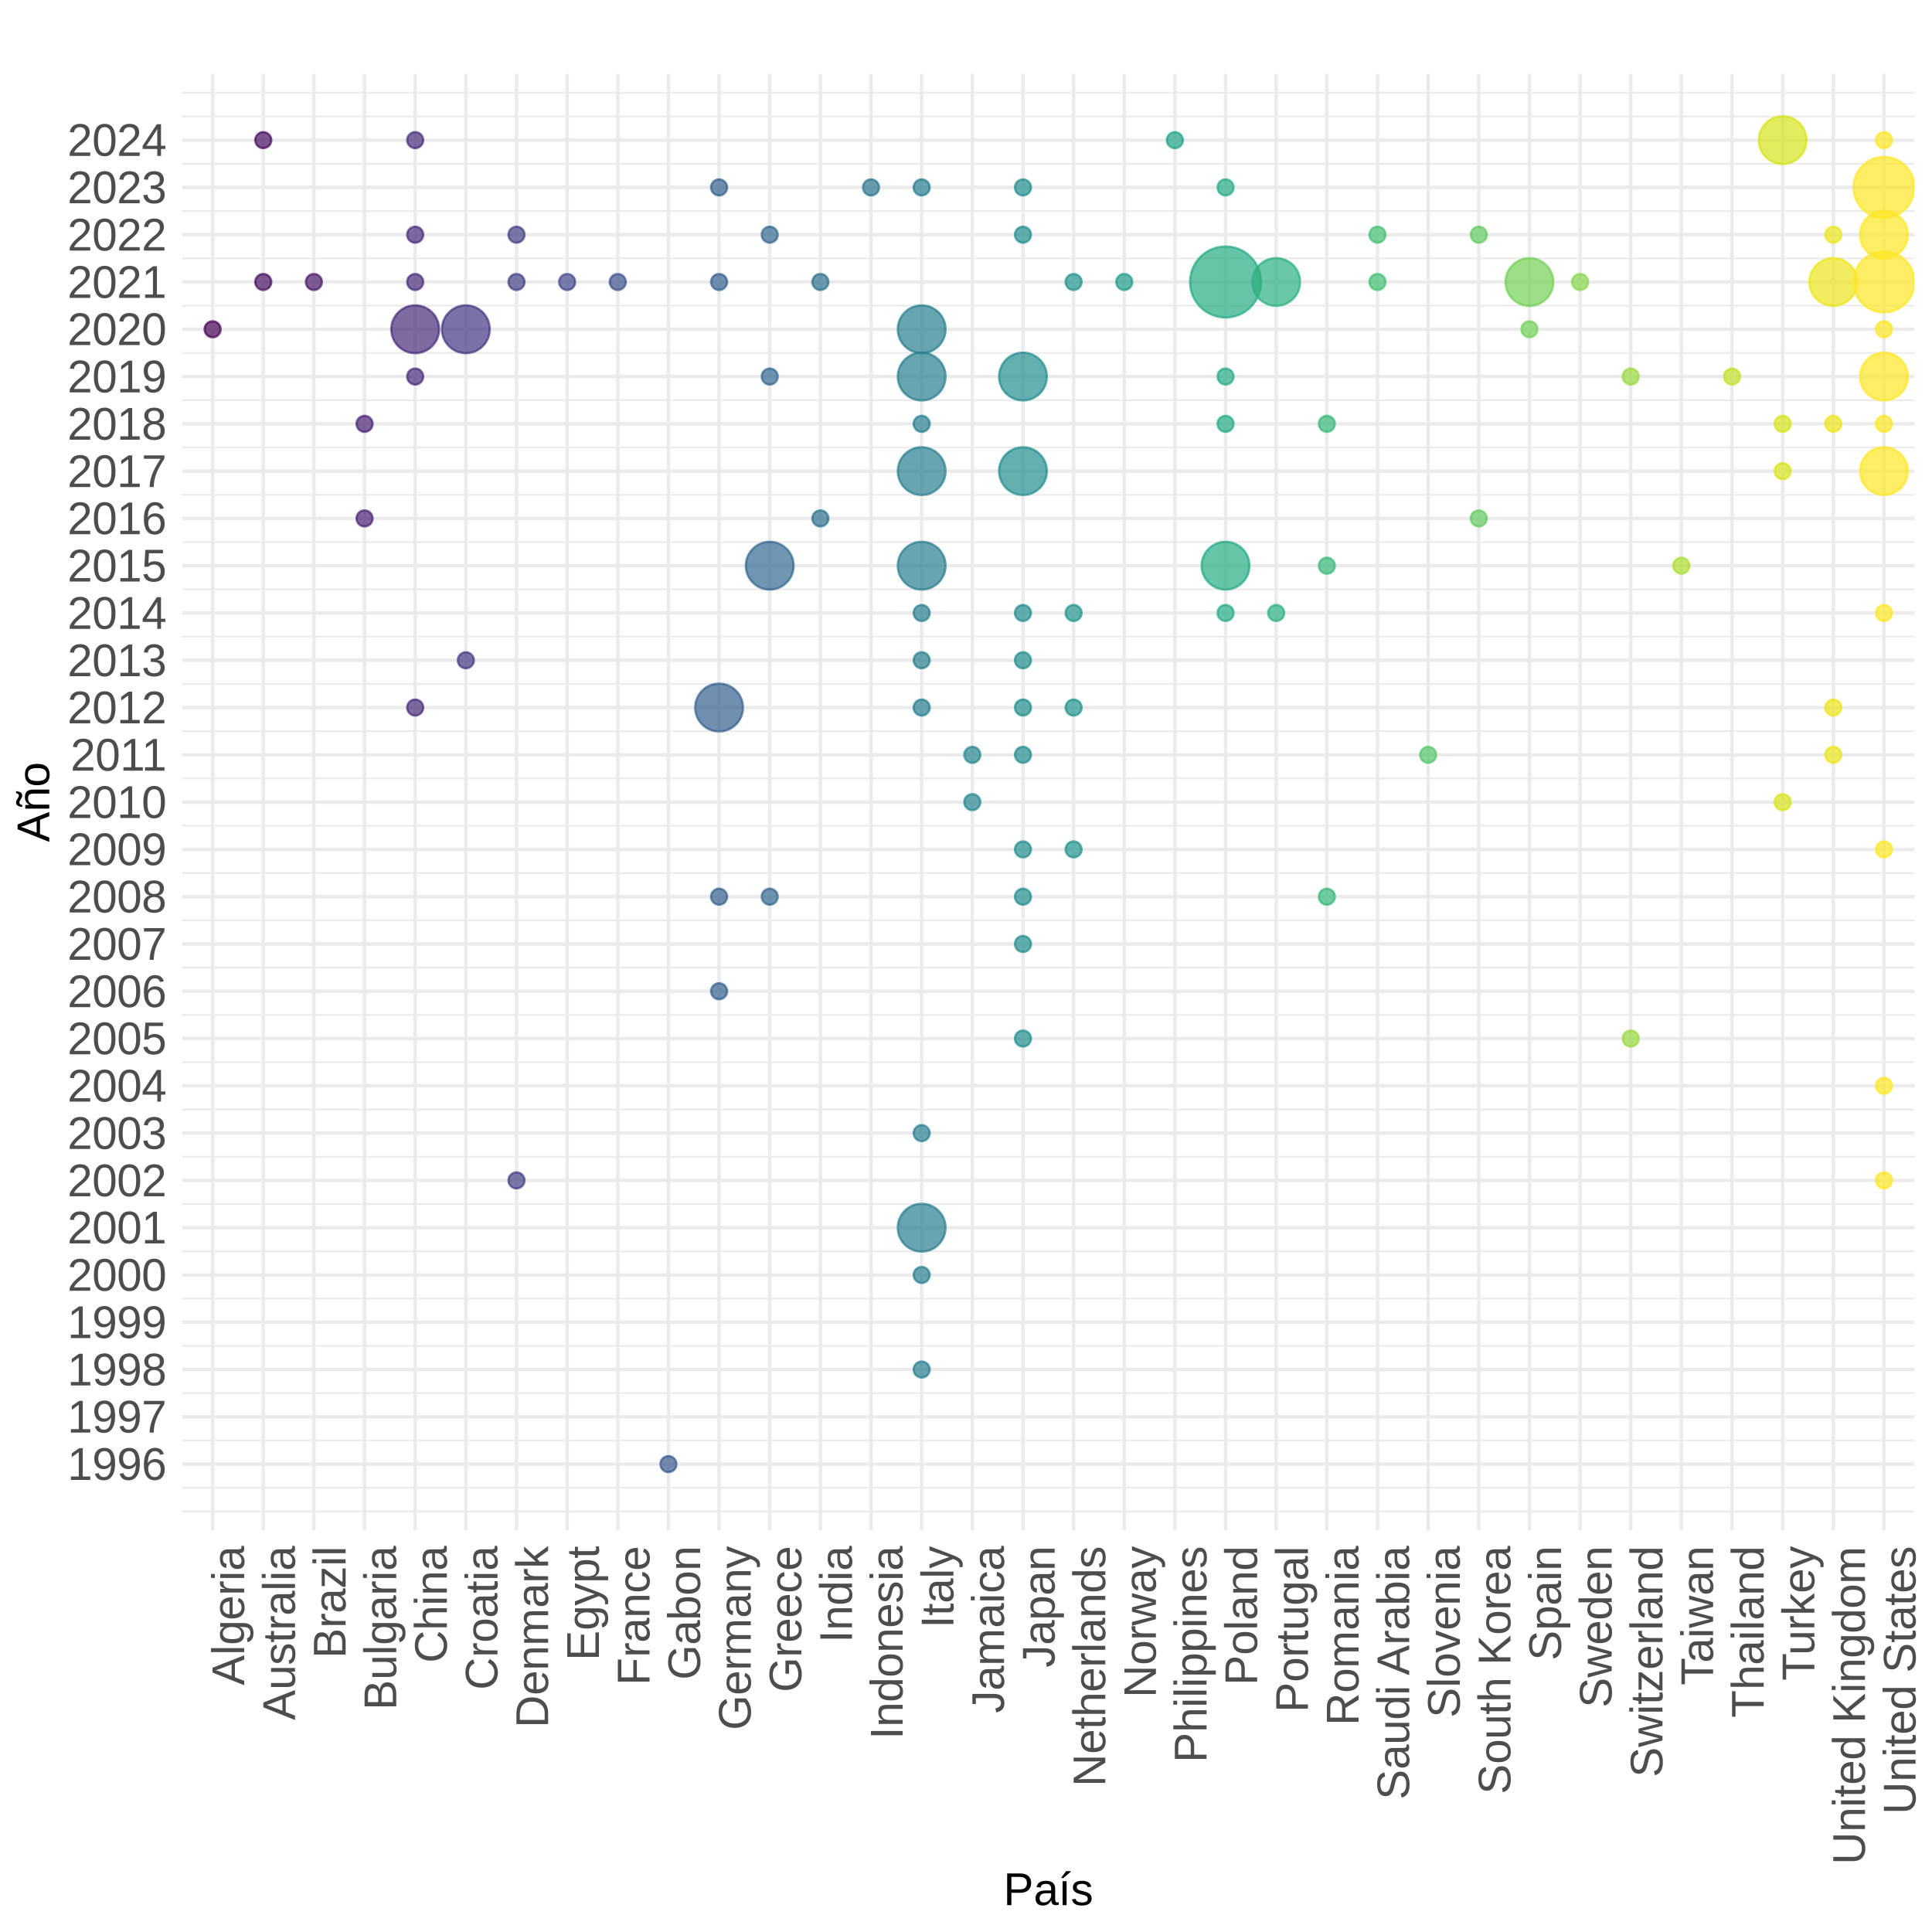 2024
2023
2022
2021
2020
2019
2018
2017
2016
2015
2014
2013
2012
2011
2010
2009
2008
2007
2006
2005
2004
2003
2002
2001
2000
1999
1998
1997
1996
Año
Algeria
Australia
Brazil
Bulgaria
China
Croatia
Denmark
Egypt
France
Gabon
Germany
Greece
India
Indonesia
Italy
Jamaica
Japan
Netherlands
Norway
Philippines
Poland
Portugal
Romania
Saudi Arabia
Slovenia
South Korea
Spain
Sweden
Switzerland
Taiwan
Thailand
Turkey
United Kingdom
United States
País